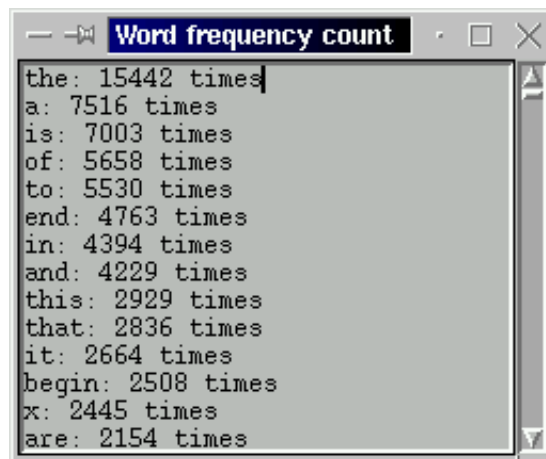 Word frequency count
the: 15442 times
a: 7516 times
is: 7003 times
of: 5658 times
to: 5530 times
end: 4763 times
in: 4394 times
and: 4229 times
this: 2929 times
that: 2836 times
it: 2664 times
begin: 2508 times
x: 2445 times
are: 2154 times